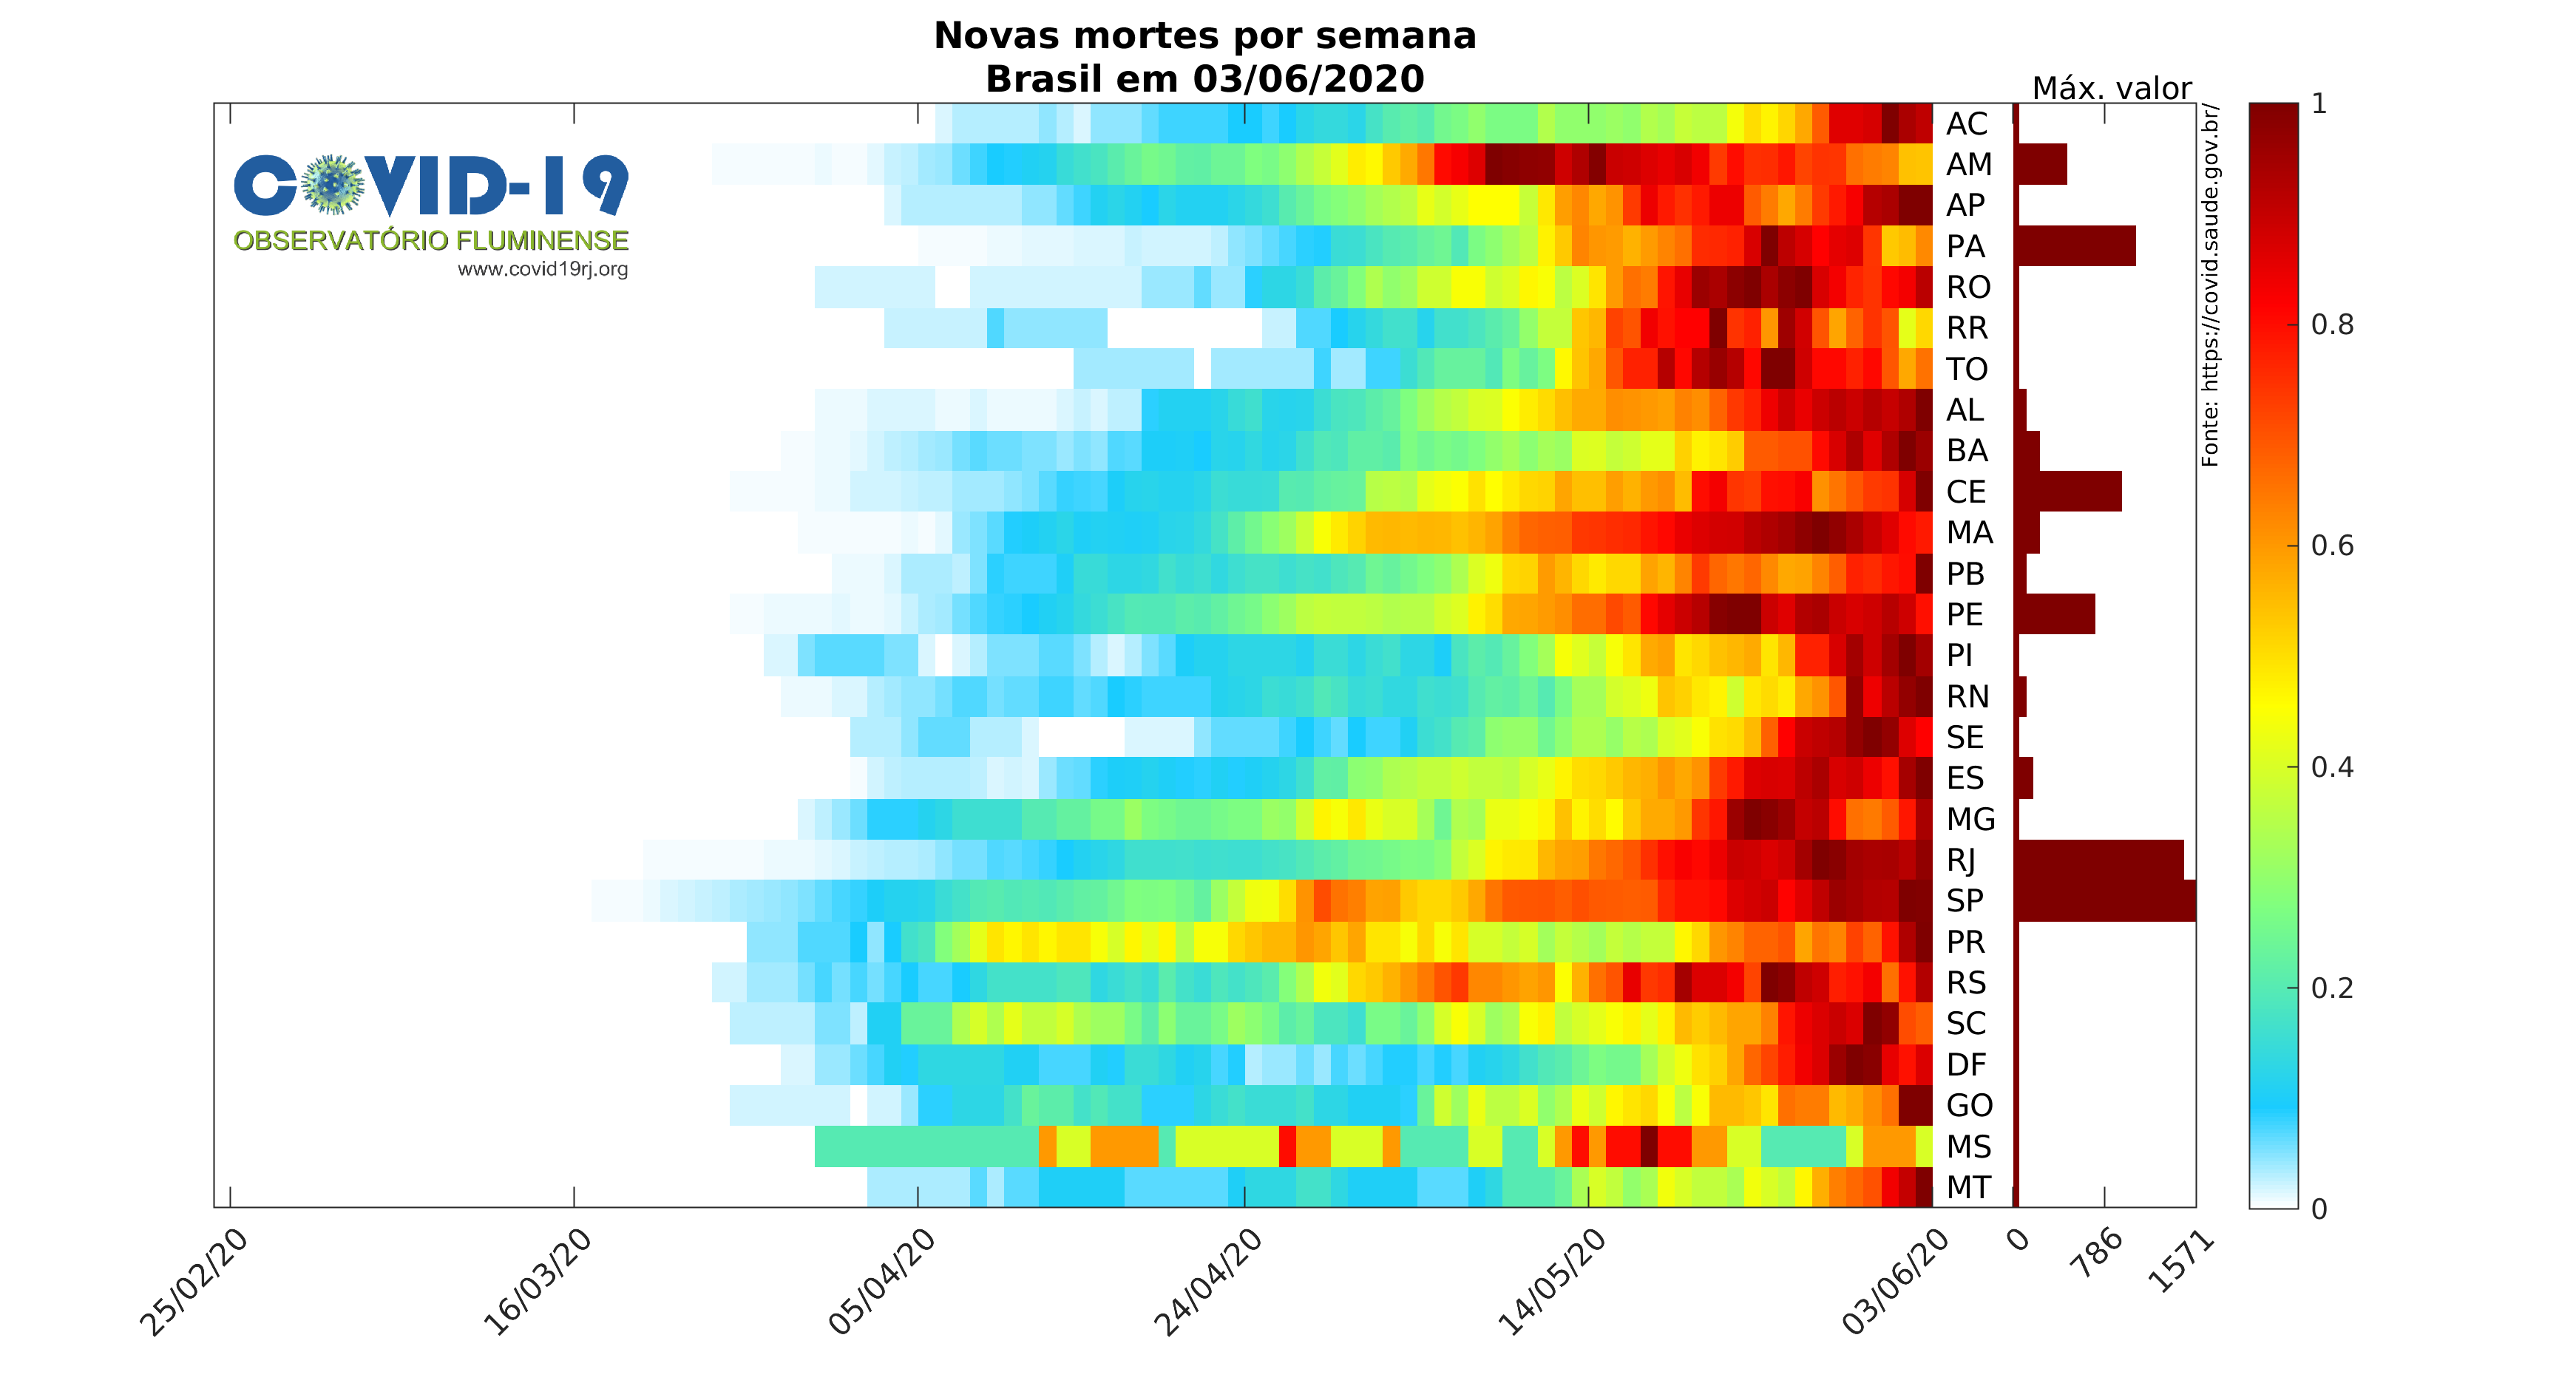 Novas mortes por semana
Brasil em 03/06/2020
Máx. valor
COVID-19
OBSERVATÓRIO FLUMINENSE
www.covid19rj.org
AC
AM
AP
PA
RO
RR
TO
AL
BA
CE
MA
PB
PE
PI
RN
SE
ES
MG
RJ
SP
PR
RS
SC
DF
GO
MS
MT
Fonte: https://covid.saude.gov.br/
1
0.8
0.6
0.4
0.2
0
25/02/20
16/03/20
05/04/20
24/04/20
14/05/20
03/06/20
0
786
1571